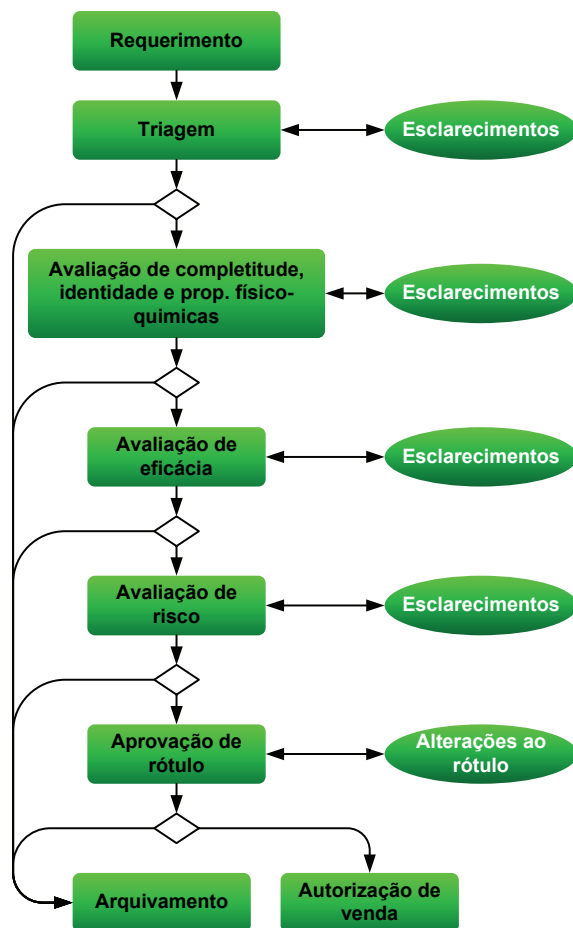 Requerimento
Triagem
Esclarecimentos
Avaliação de completitude,
identidade e prop. físico-
quimicas
Esclarecimentos
Avaliação de
eficácia
Esclarecimentos
Avaliação de
risco
Esclarecimentos
Aprovação de
rótulo
Alterações ao
rótulo
Arquivamento
Autorização de
venda